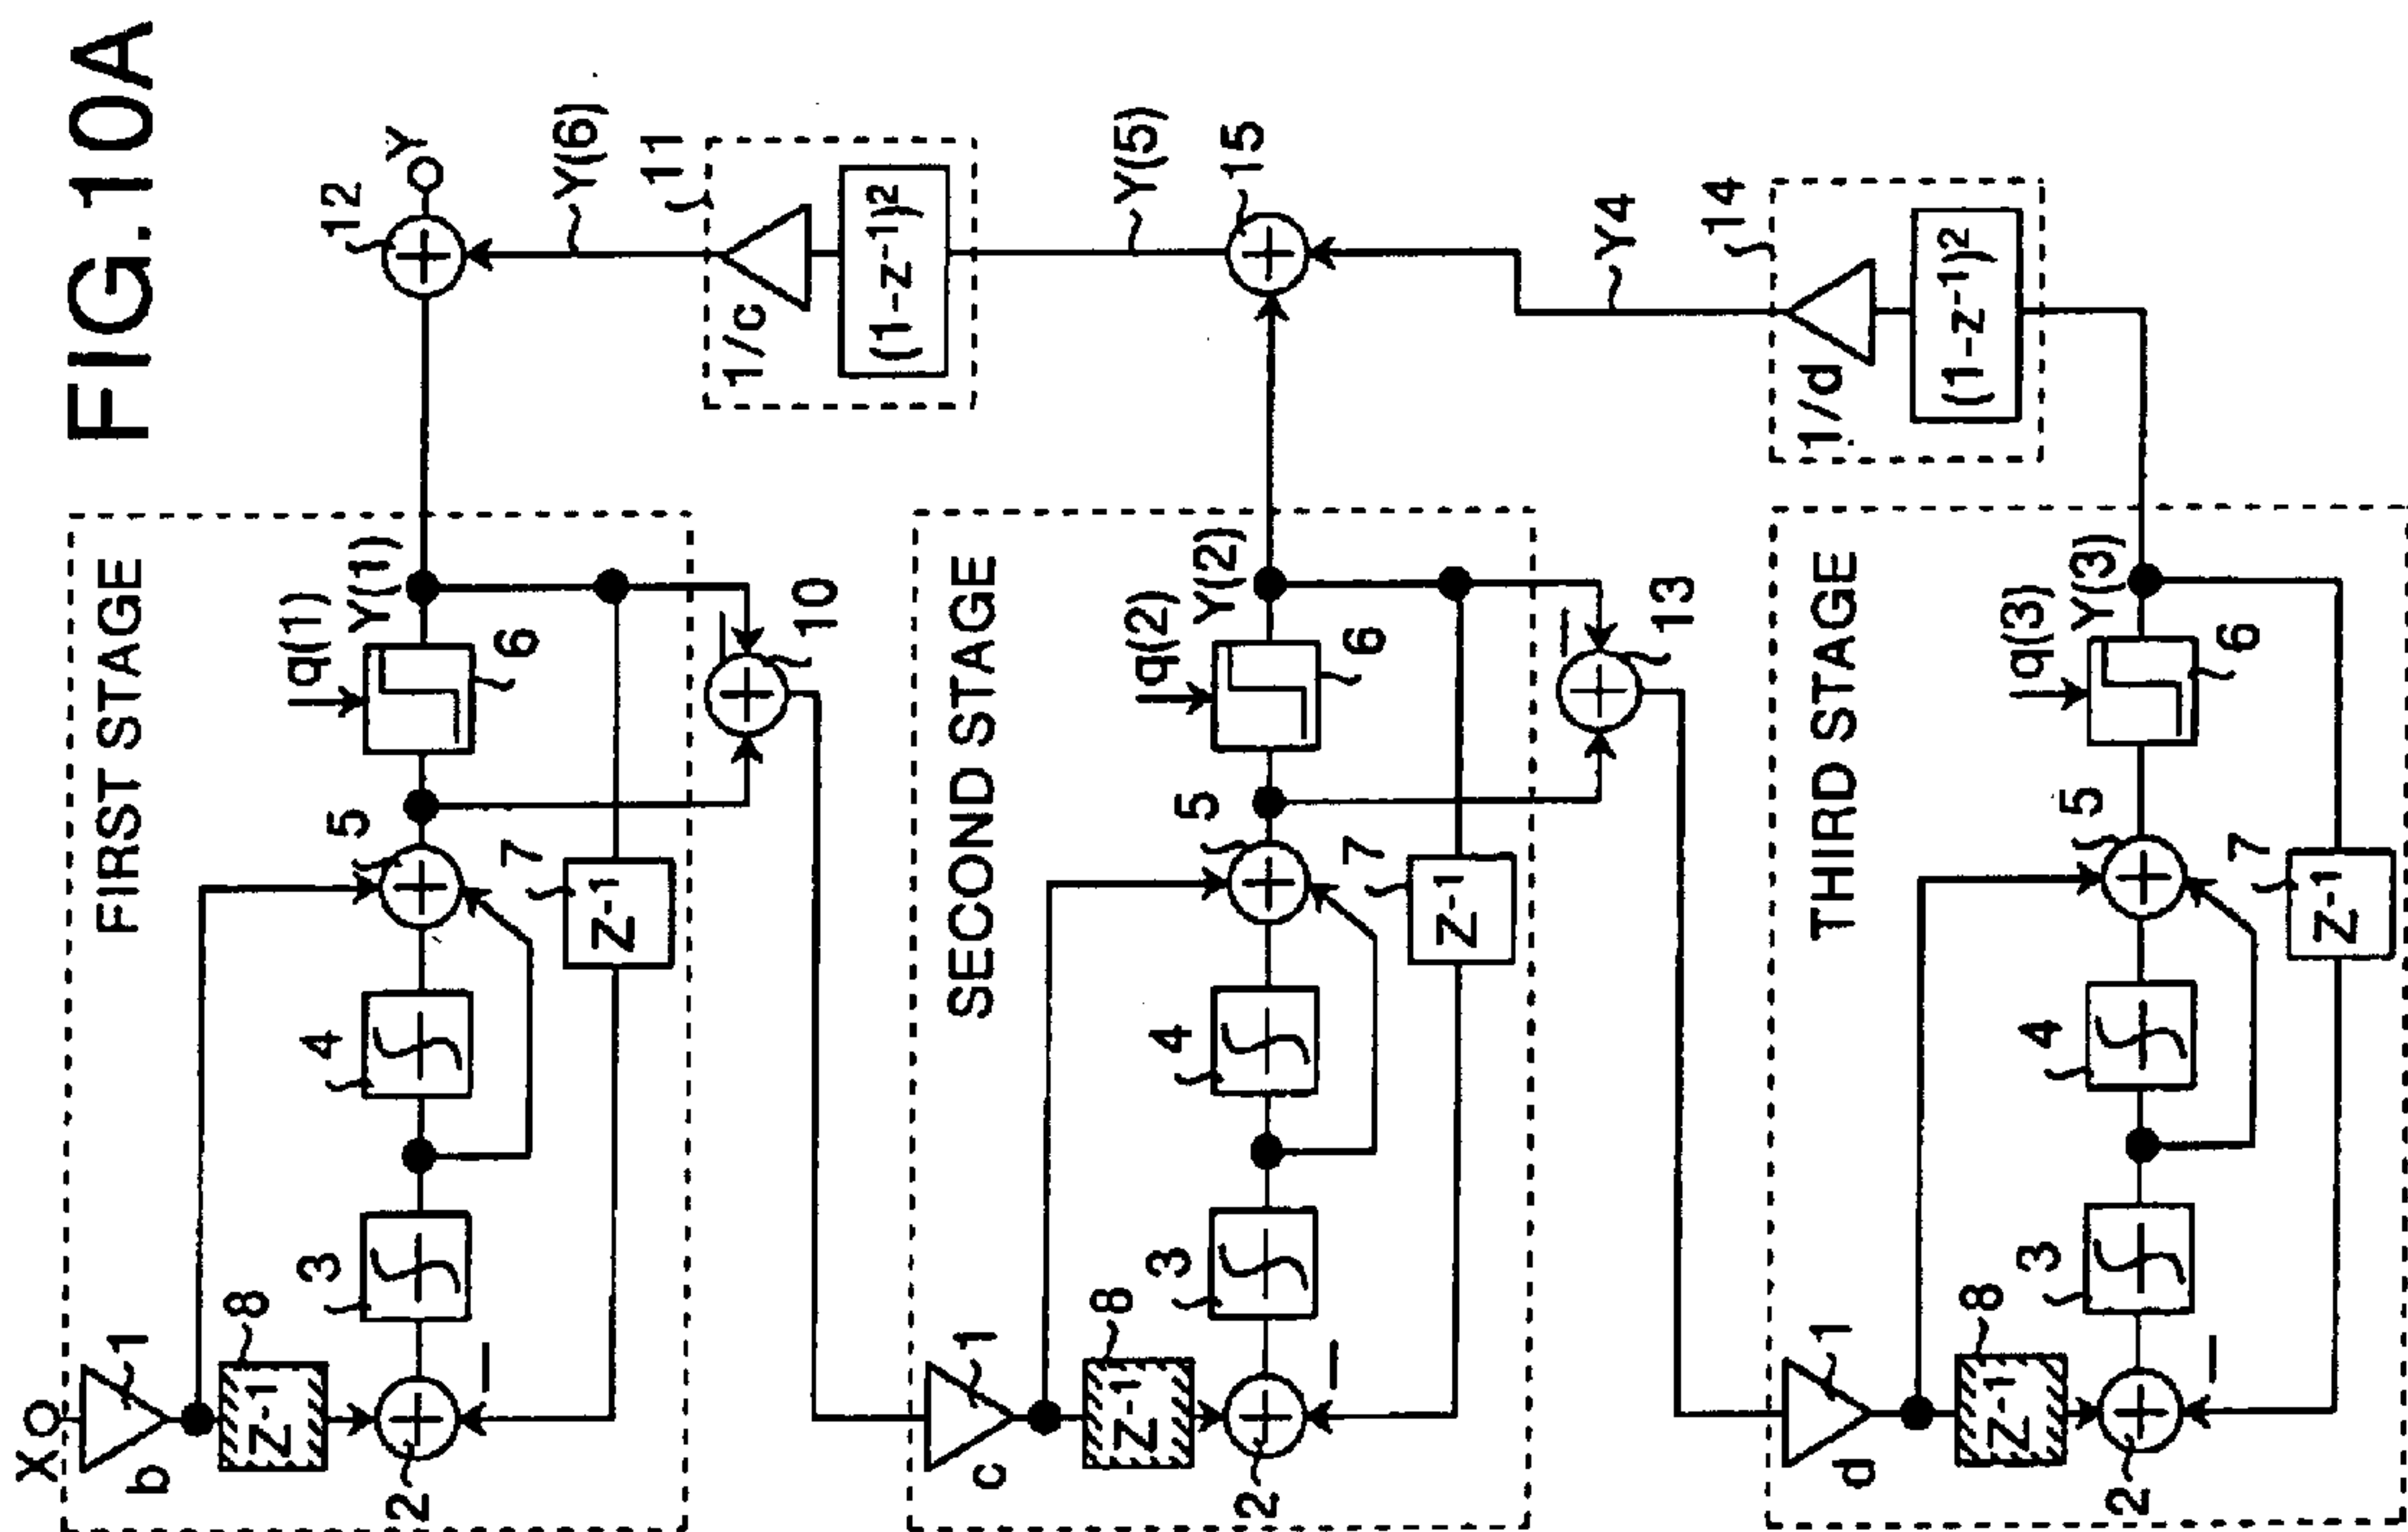 FIG. 10A
FIRST STAGE
X
b
1
8
Z-1
2
3
4
5
q(1)
Y(1)
6
7
Z-1
10
12
Y
Y(6)
11
1/c
(1-z-1)2
SECOND STAGE
c
1
8
Z-1
2
3
4
5
q(2)
Y(2)
6
7
Z-1
13
15
Y(5)
Y4
14
1/d
(1-z-1)2
THIRD STAGE
d
1
8
Z-1
2
3
4
5
q(3)
Y(3)
6
7
Z-1